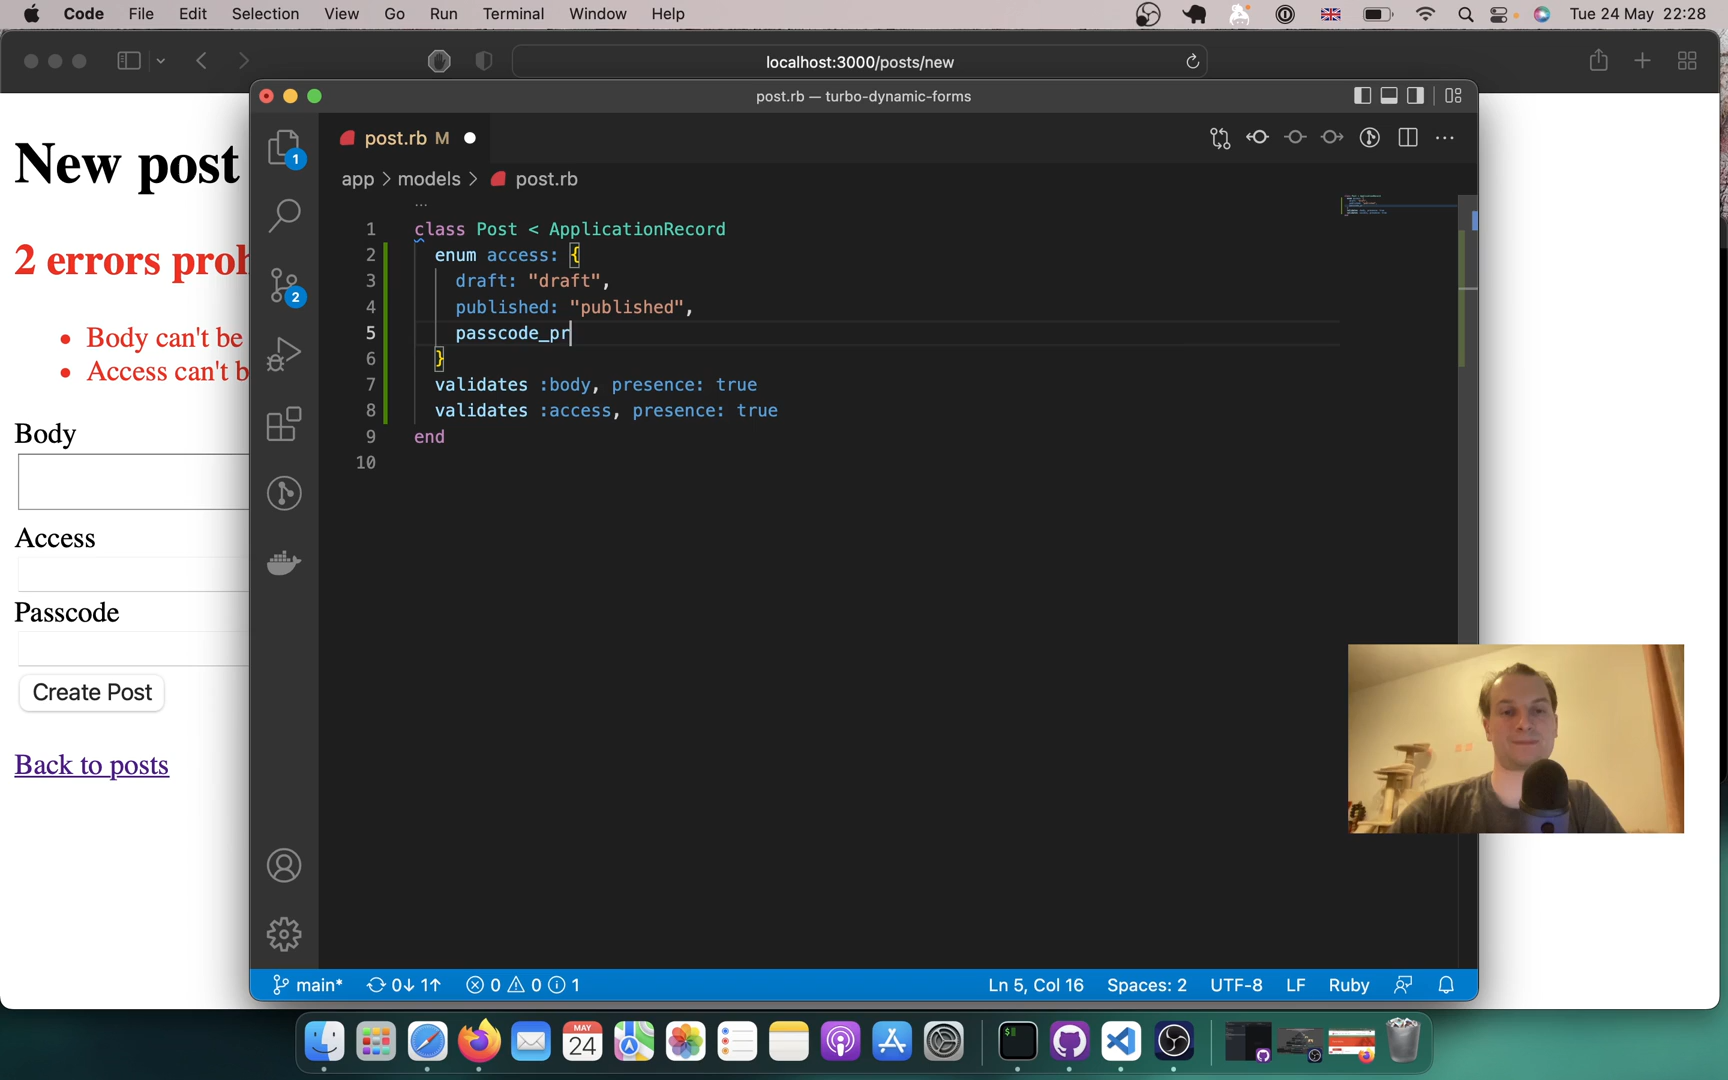 Code File Edit Selection View Go Run Terminal Window Help Tue 24 May 22:28
localhost:3000/posts/new
post.rb — turbo-dynamic-forms
post.rb M
app > models > post.rb
New post
2 errors proh
Body can't be
Access can't b
Body
Access
Passcode
Create Post
Back to posts
1
2
...
1 class Post < ApplicationRecord
2 enum access: {
3 draft: "draft",
4 published: "published",
5 passcode_pr
6 }
7 validates :body, presence: true
8 validates :access, presence: true
9 end
10
main* 0↓ 1↑ 0 0 1 Ln 5, Col 16 Spaces: 2 UTF-8 LF Ruby
MAY
24
$